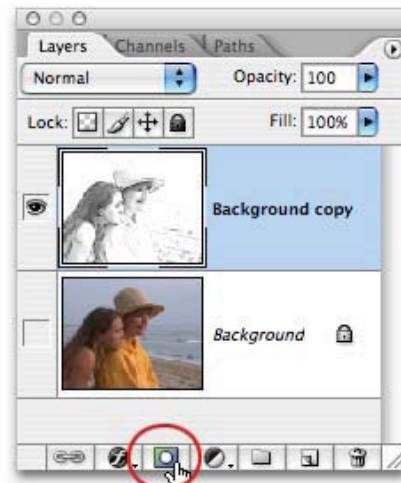 Layers Channels Paths
Normal Opacity: 100
Lock: Fill: 100%
Background copy
Background